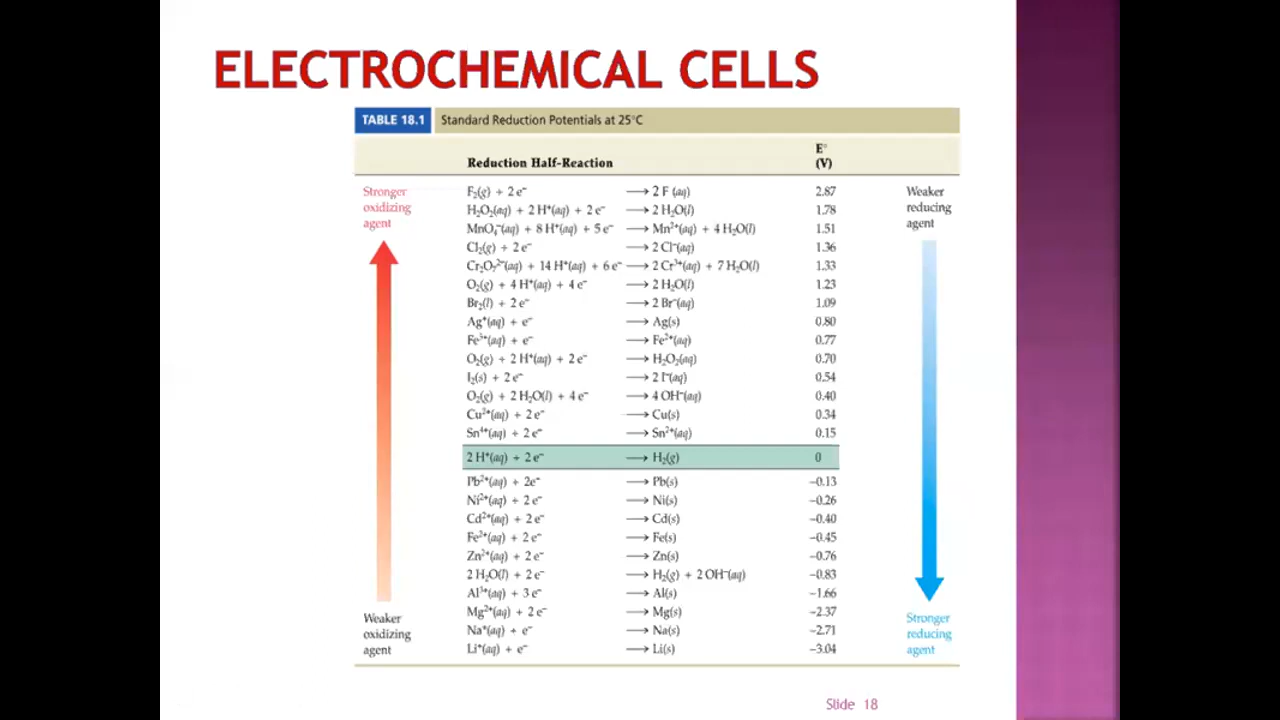 ELECTROCHEMICAL CELLS
TABLE 18.1 Standard Reduction Potentials at 25°C
Reduction Half-Reaction E° (V)
Stronger oxidizing agent
Weaker reducing agent
F₂(g) + 2 e⁻ ⟶ 2 F (aq) 2.87
H₂O₂(aq) + 2 H⁺(aq) + 2 e⁻ ⟶ 2 H₂O(l) 1.78
MnO₄⁻(aq) + 8 H⁺(aq) + 5 e⁻ ⟶ Mn²⁺(aq) + 4 H₂O(l) 1.51
Cl₂(g) + 2 e⁻ ⟶ 2 Cl⁻(aq) 1.36
Cr₂O₇²⁻(aq) + 14 H⁺(aq) + 6 e⁻ ⟶ 2 Cr³⁺(aq) + 7 H₂O(l) 1.33
O₂(g) + 4 H⁺(aq) + 4 e⁻ ⟶ 2 H₂O(l) 1.23
Br₂(l) + 2 e⁻ ⟶ 2 Br⁻(aq) 1.09
Ag⁺(aq) + e⁻ ⟶ Ag(s) 0.80
Fe³⁺(aq) + e⁻ ⟶ Fe²⁺(aq) 0.77
O₂(g) + 2 H⁺(aq) + 2 e⁻ ⟶ H₂O₂(aq) 0.70
I₂(s) + 2 e⁻ ⟶ 2 I⁻(aq) 0.54
O₂(g) + 2 H₂O(l) + 4 e⁻ ⟶ 4 OH⁻(aq) 0.40
Cu²⁺(aq) + 2 e⁻ ⟶ Cu(s) 0.34
Sn⁴⁺(aq) + 2 e⁻ ⟶ Sn²⁺(aq) 0.15
2 H⁺(aq) + 2 e⁻ ⟶ H₂(g) 0
Pb²⁺(aq) + 2e⁻ ⟶ Pb(s) −0.13
Ni²⁺(aq) + 2 e⁻ ⟶ Ni(s) −0.26
Cd²⁺(aq) + 2 e⁻ ⟶ Cd(s) −0.40
Fe²⁺(aq) + 2 e⁻ ⟶ Fe(s) −0.45
Zn²⁺(aq) + 2 e⁻ ⟶ Zn(s) −0.76
2 H₂O(l) + 2 e⁻ ⟶ H₂(g) + 2 OH⁻(aq) −0.83
Al³⁺(aq) + 3 e⁻ ⟶ Al(s) −1.66
Mg²⁺(aq) + 2 e⁻ ⟶ Mg(s) −2.37
Na⁺(aq) + e⁻ ⟶ Na(s) −2.71
Li⁺(aq) + e⁻ ⟶ Li(s) −3.04
Weaker oxidizing agent
Stronger reducing agent
Slide 18